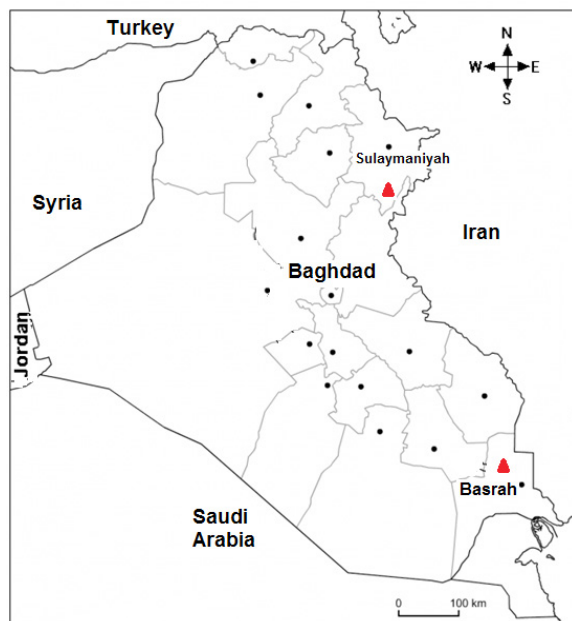 Turkey
N
W E
S
Sulaymaniyah
Syria
Iran
Baghdad
Jordan
Basrah
Saudi
Arabia
0 100 km